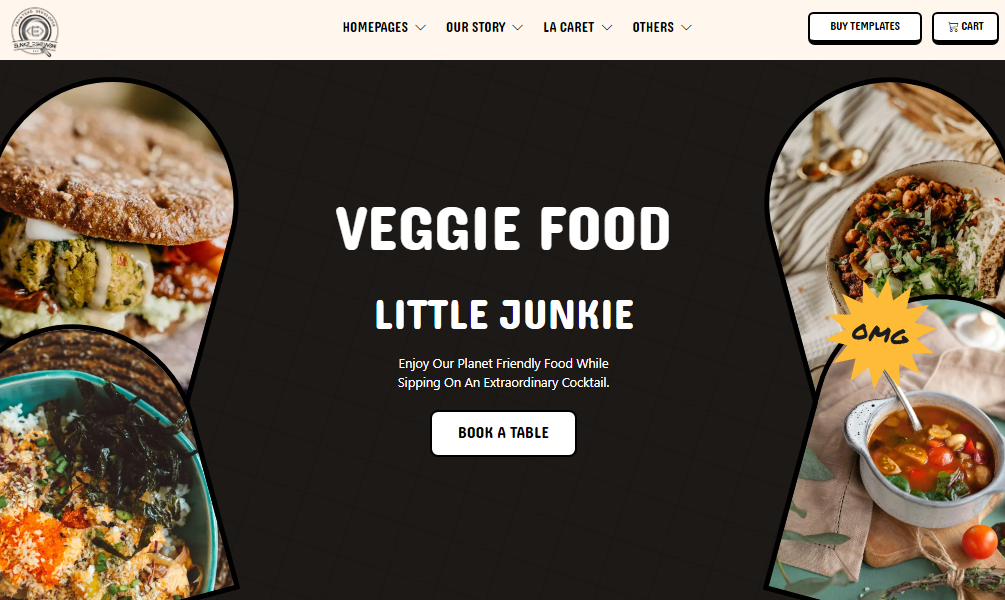 HOMEPAGES
OUR STORY
LA CARET
OTHERS
BUY TEMPLATES
CART
VEGGIE FOOD
LITTLE JUNKIE
Enjoy Our Planet Friendly Food While
Sipping On An Extraordinary Cocktail.
OMG
BOOK A TABLE